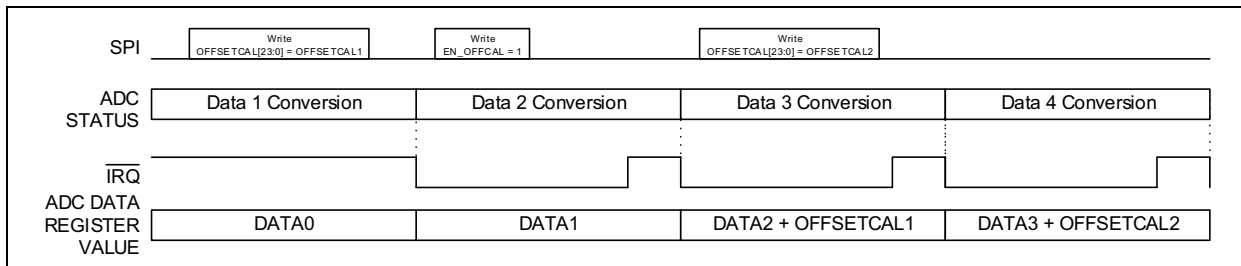 SPI
Write
OFFSETCAL[23:0] = OFFSETCAL1
Write
EN_OFFCAL = 1
Write
OFFSETCAL[23:0] = OFFSETCAL2
ADC
STATUS
Data 1 Conversion
Data 2 Conversion
Data 3 Conversion
Data 4 Conversion
IRQ
ADC DATA
REGISTER
VALUE
DATA0
DATA1
DATA2 + OFFSETCAL1
DATA3 + OFFSETCAL2